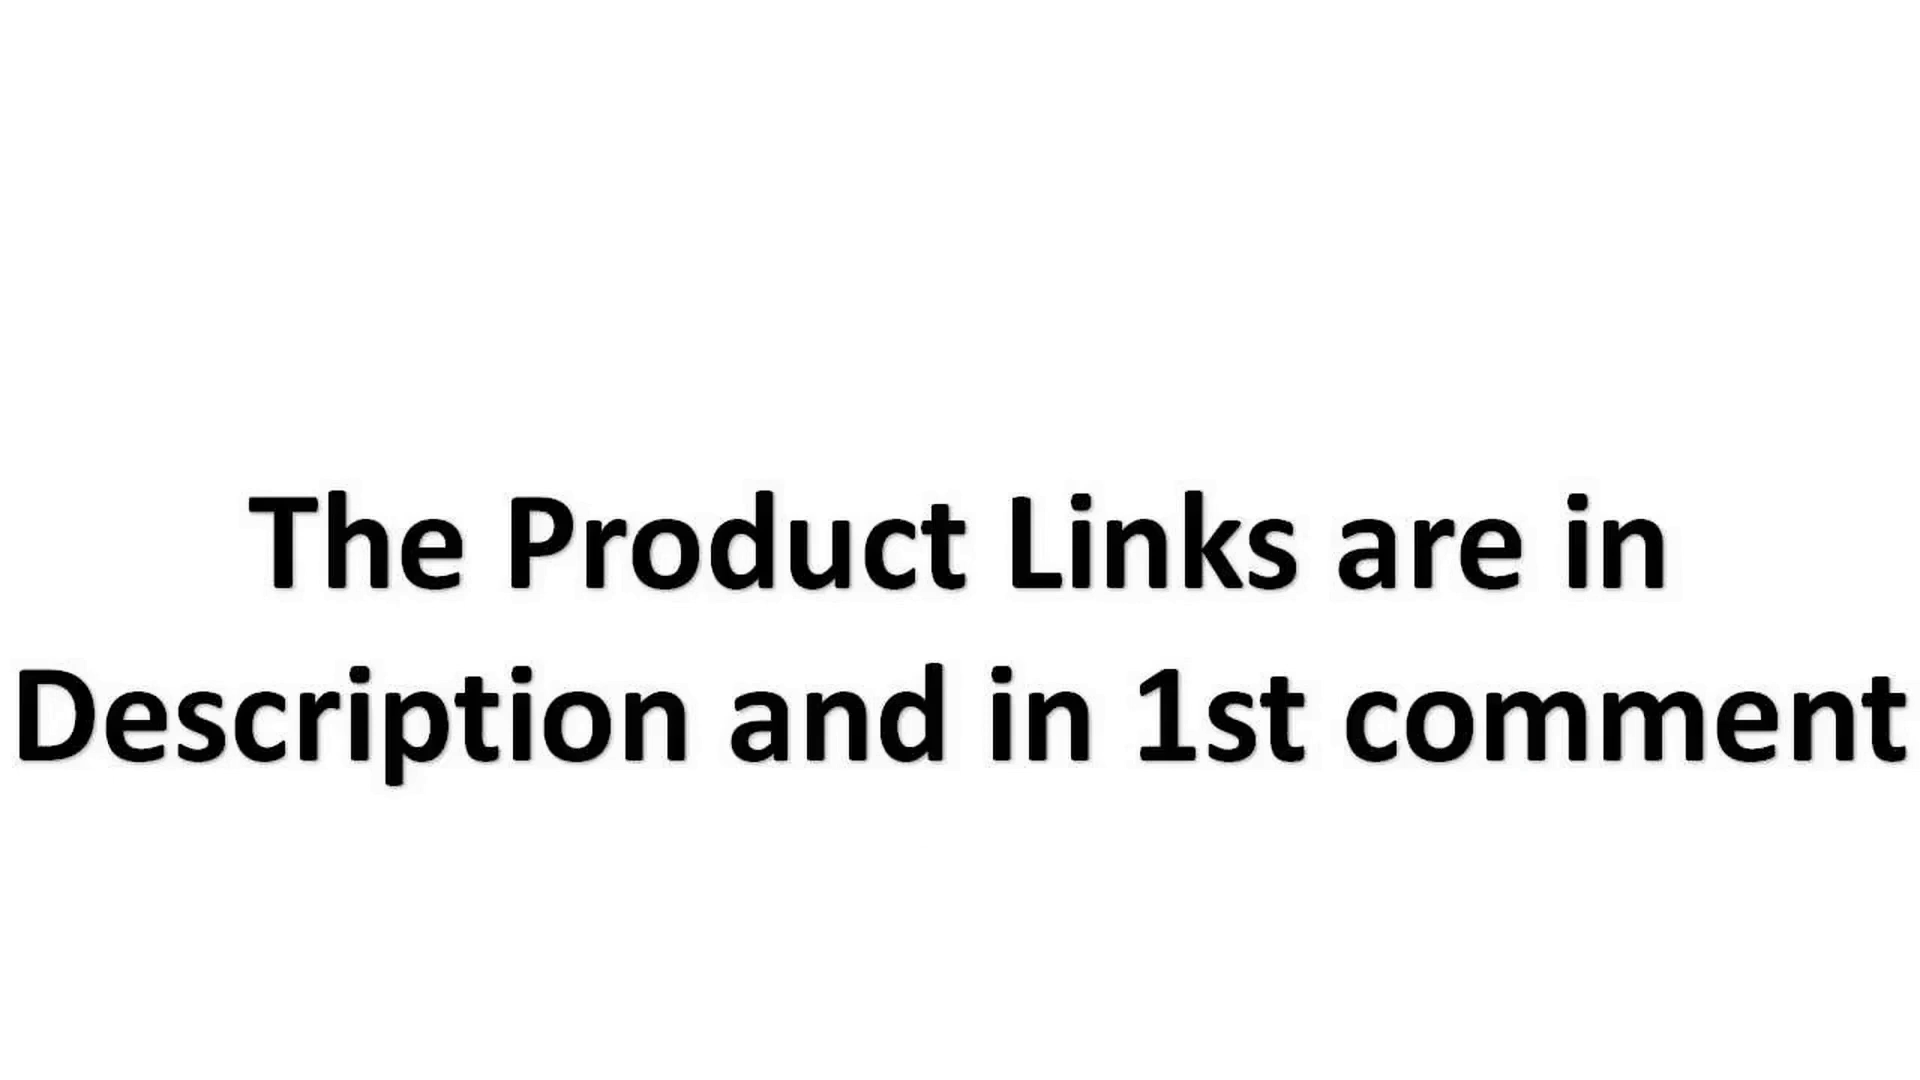 The Product Links are in
Description and in 1st comment